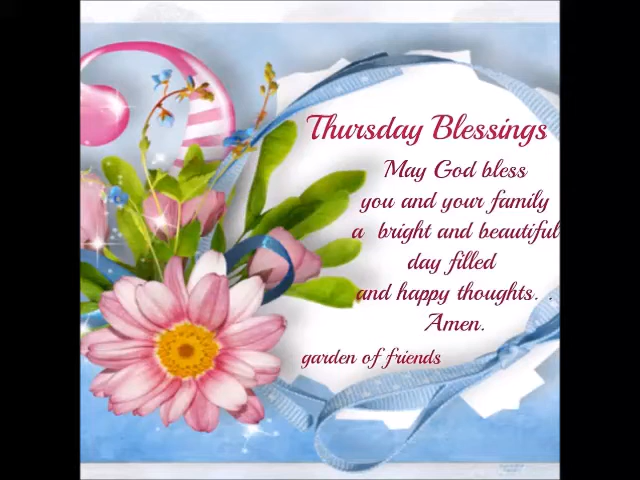 Thursday Blessings
May God bless
you and your family
a bright and beautiful
day filled
and happy thoughts. .
Amen.
garden of friends